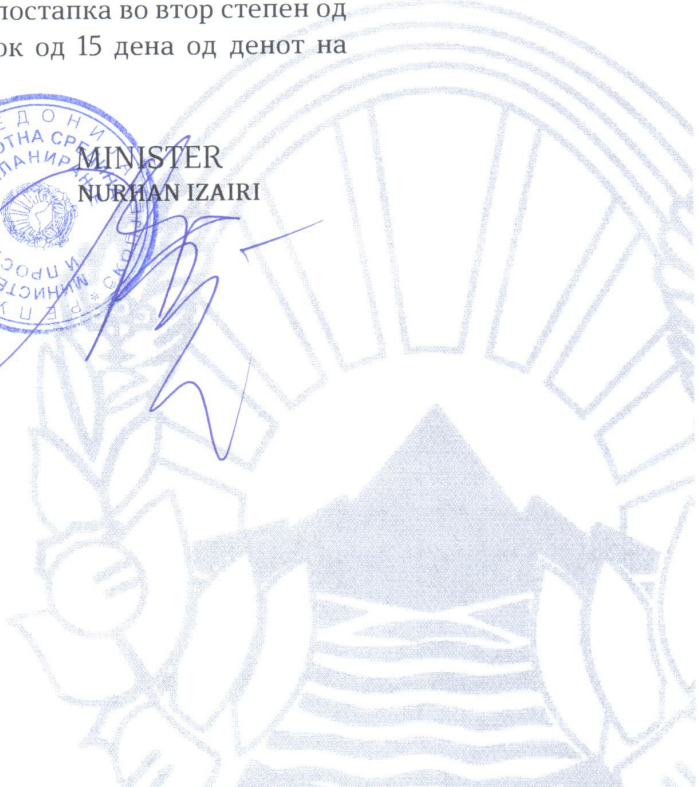 постапка во втор степен од
ок од 15 дена од денот на
MINISTER
NURHAN IZAIRI